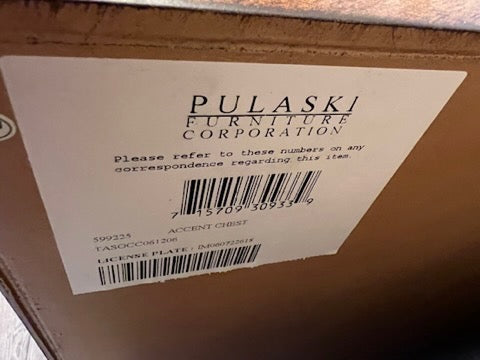 PULASKI
FURNITURE
CORPORATION
Please refer to these numbers on any
correspondence regarding this item.
7 15709 30933 9
599225 ACCENT CHEST
TASOCC061206
LICENSE PLATE: IM060722618